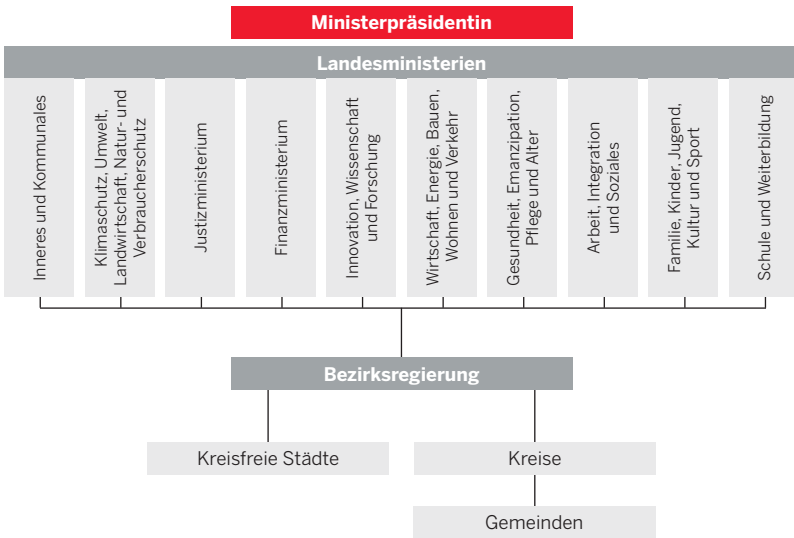 Ministerpräsidentin
Landesministerien
Inneres und Kommunales
Klimaschutz, Umwelt,
Landwirtschaft, Natur- und
Verbraucherschutz
Justizministerium
Finanzministerium
Innovation, Wissenschaft
und Forschung
Wirtschaft, Energie, Bauen,
Wohnen und Verkehr
Gesundheit, Emanzipation,
Pflege und Alter
Arbeit, Integration
und Soziales
Familie, Kinder, Jugend,
Kultur und Sport
Schule und Weiterbildung
Bezirksregierung
Kreisfreie Städte
Kreise
Gemeinden